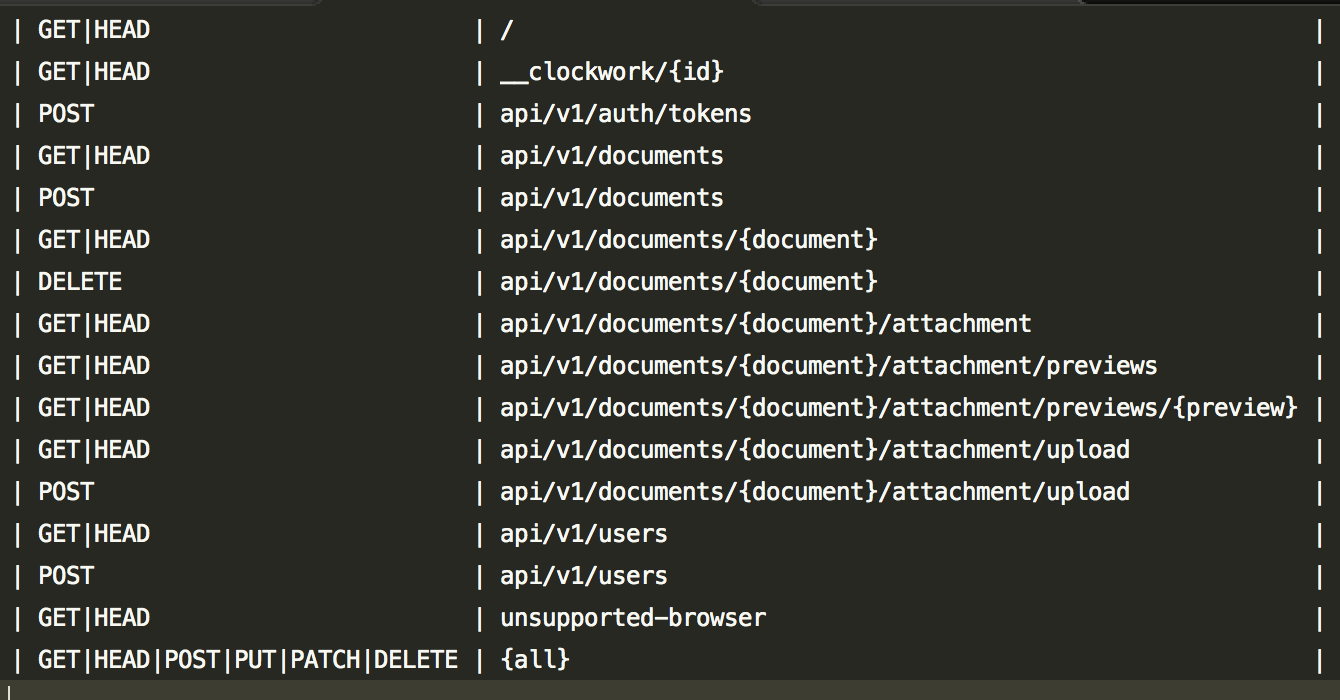 | GET|HEAD | / |
| GET|HEAD | __clockwork/{id} |
| POST | api/v1/auth/tokens |
| GET|HEAD | api/v1/documents |
| POST | api/v1/documents |
| GET|HEAD | api/v1/documents/{document} |
| DELETE | api/v1/documents/{document} |
| GET|HEAD | api/v1/documents/{document}/attachment |
| GET|HEAD | api/v1/documents/{document}/attachment/previews |
| GET|HEAD | api/v1/documents/{document}/attachment/previews/{preview} |
| GET|HEAD | api/v1/documents/{document}/attachment/upload |
| POST | api/v1/documents/{document}/attachment/upload |
| GET|HEAD | api/v1/users |
| POST | api/v1/users |
| GET|HEAD | unsupported-browser |
| GET|HEAD|POST|PUT|PATCH|DELETE | {all} |